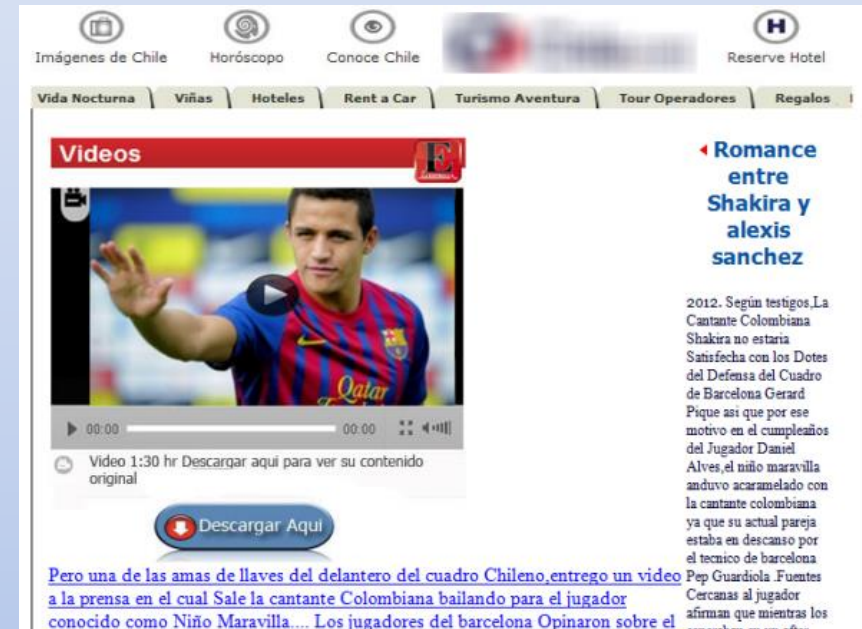 Imágenes de Chile
Horóscopo
Conoce Chile
H
Reserve Hotel
Vida Nocturna
Viñas
Hoteles
Rent a Car
Turismo Aventura
Tour Operadores
Regalos
Videos
E
Qatar
00:00
00:00
Video 1:30 hr Descargar aqui para ver su contenido
original
Descargar Aqui
Pero una de las amas de llaves del delantero del cuadro Chileno,entrego un video
a la prensa en el cual Sale la cantante Colombiana bailando para el jugador
conocido como Niño Maravilla.... Los jugadores del barcelona Opinaron sobre el
Romance
entre
Shakira y
alexis
sanchez
2012. Según testigos,La
Cantante Colombiana
Shakira no estaria
Satisfecha con los Dotes
del Defensa del Cuadro
de Barcelona Gerard
Pique asi que por ese
motivo en el cumpleaños
del Jugador Daniel
Alves,el niño maravilla
anduvo acaramelado con
la cantante colombiana
ya que su actual pareja
estaba en descanso por
el tecnico de barcelona
Pep Guardiola .Fuentes
Cercanas al jugador
afirman que mientras los